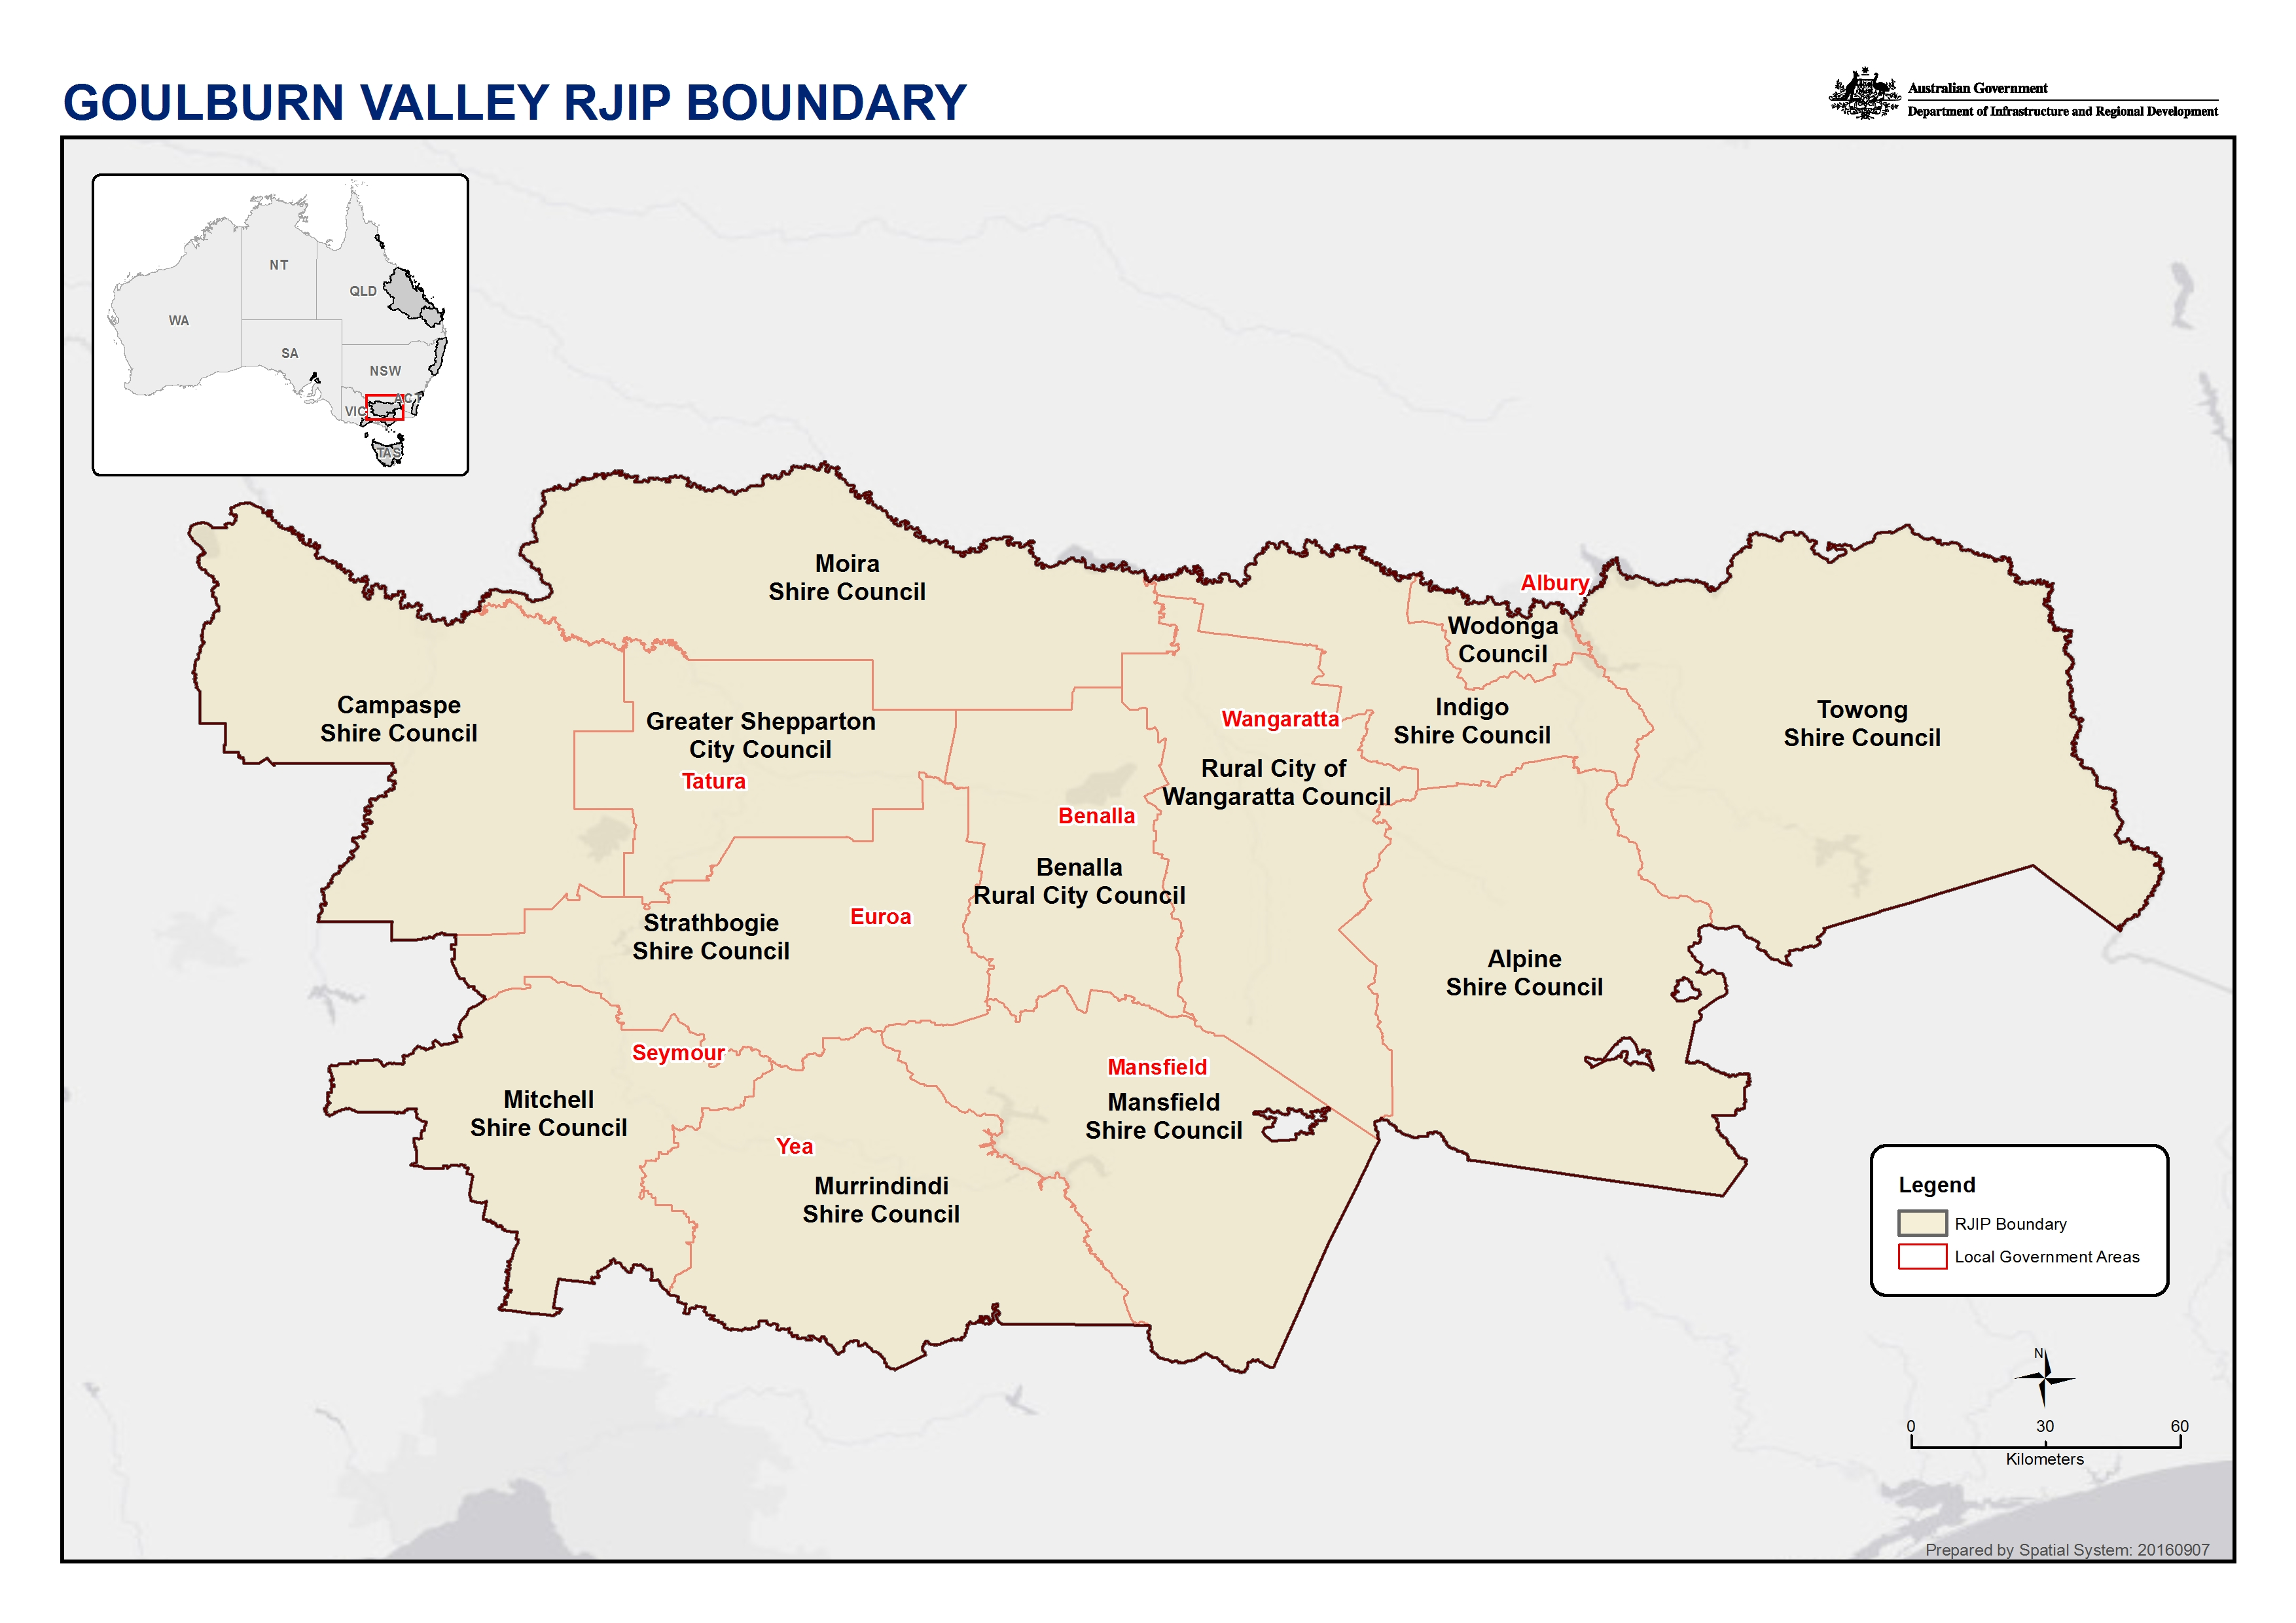 GOULBURN VALLEY RJIP BOUNDARY
Australian Government
Department of Infrastructure and Regional Development
NT
QLD
WA
SA
NSW
ACT
VIC
TAS
Moira
Shire Council
Albury
Wodonga
Council
Campaspe
Shire Council
Greater Shepparton
City Council
Tatura
Wangaratta
Indigo
Shire Council
Towong
Shire Council
Rural City of
Wangaratta Council
Benalla
Benalla
Rural City Council
Strathbogie
Shire Council
Euroa
Alpine
Shire Council
Seymour
Mansfield
Mansfield
Shire Council
Mitchell
Shire Council
Yea
Murrindindi
Shire Council
Legend
RJIP Boundary
Local Government Areas
N
0 30 60
Kilometers
Prepared by Spatial System: 20160907